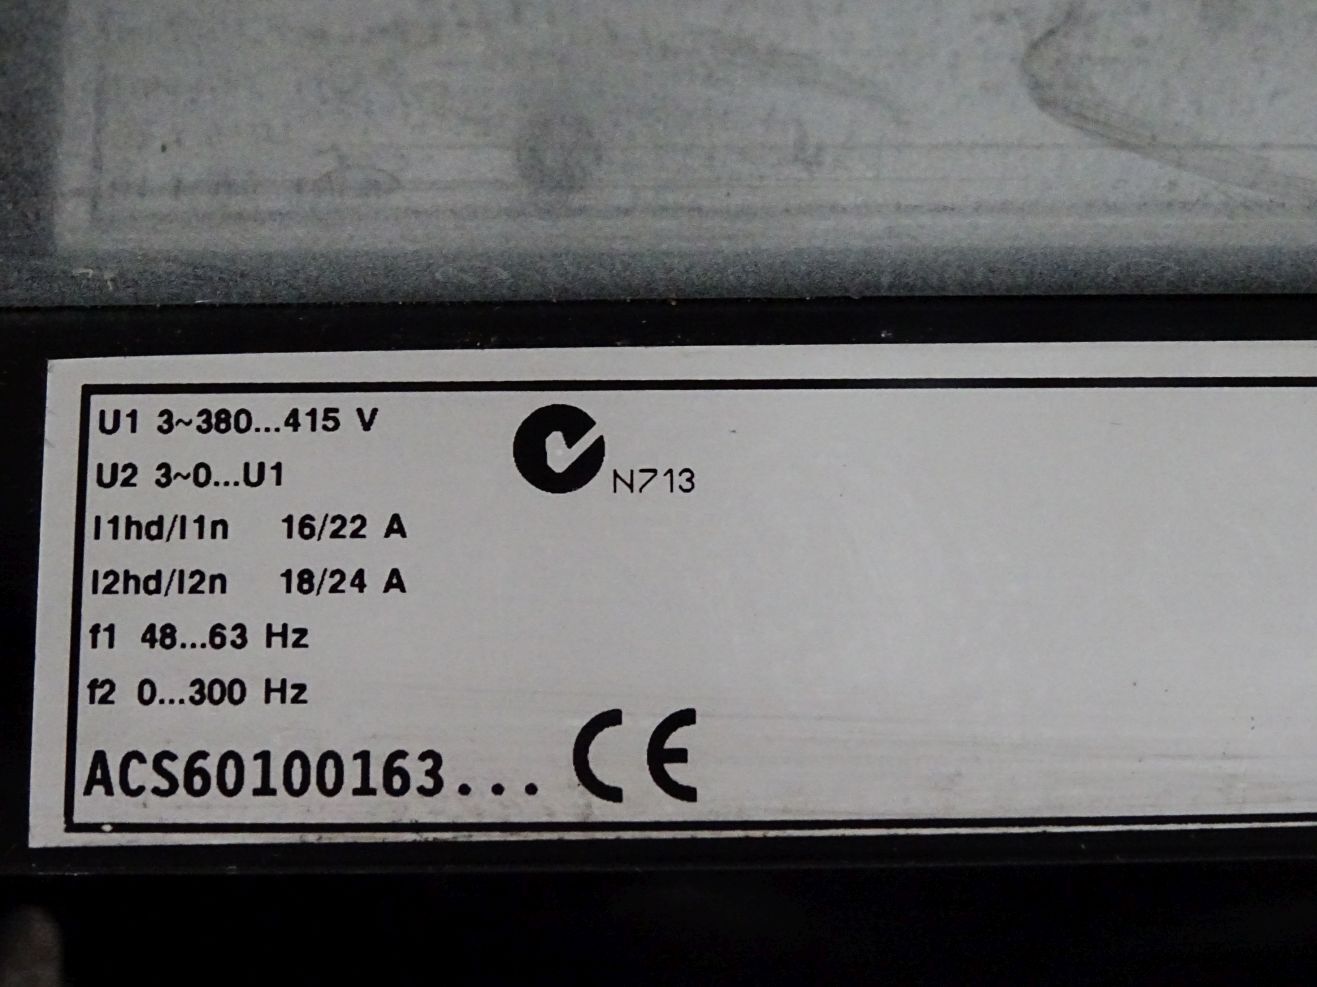 U1 3~380...415 V
U2 3~0...U1
N713
I1hd/I1n 16/22 A
I2hd/I2n 18/24 A
f1 48...63 Hz
f2 0...300 Hz
ACS60100163... CE